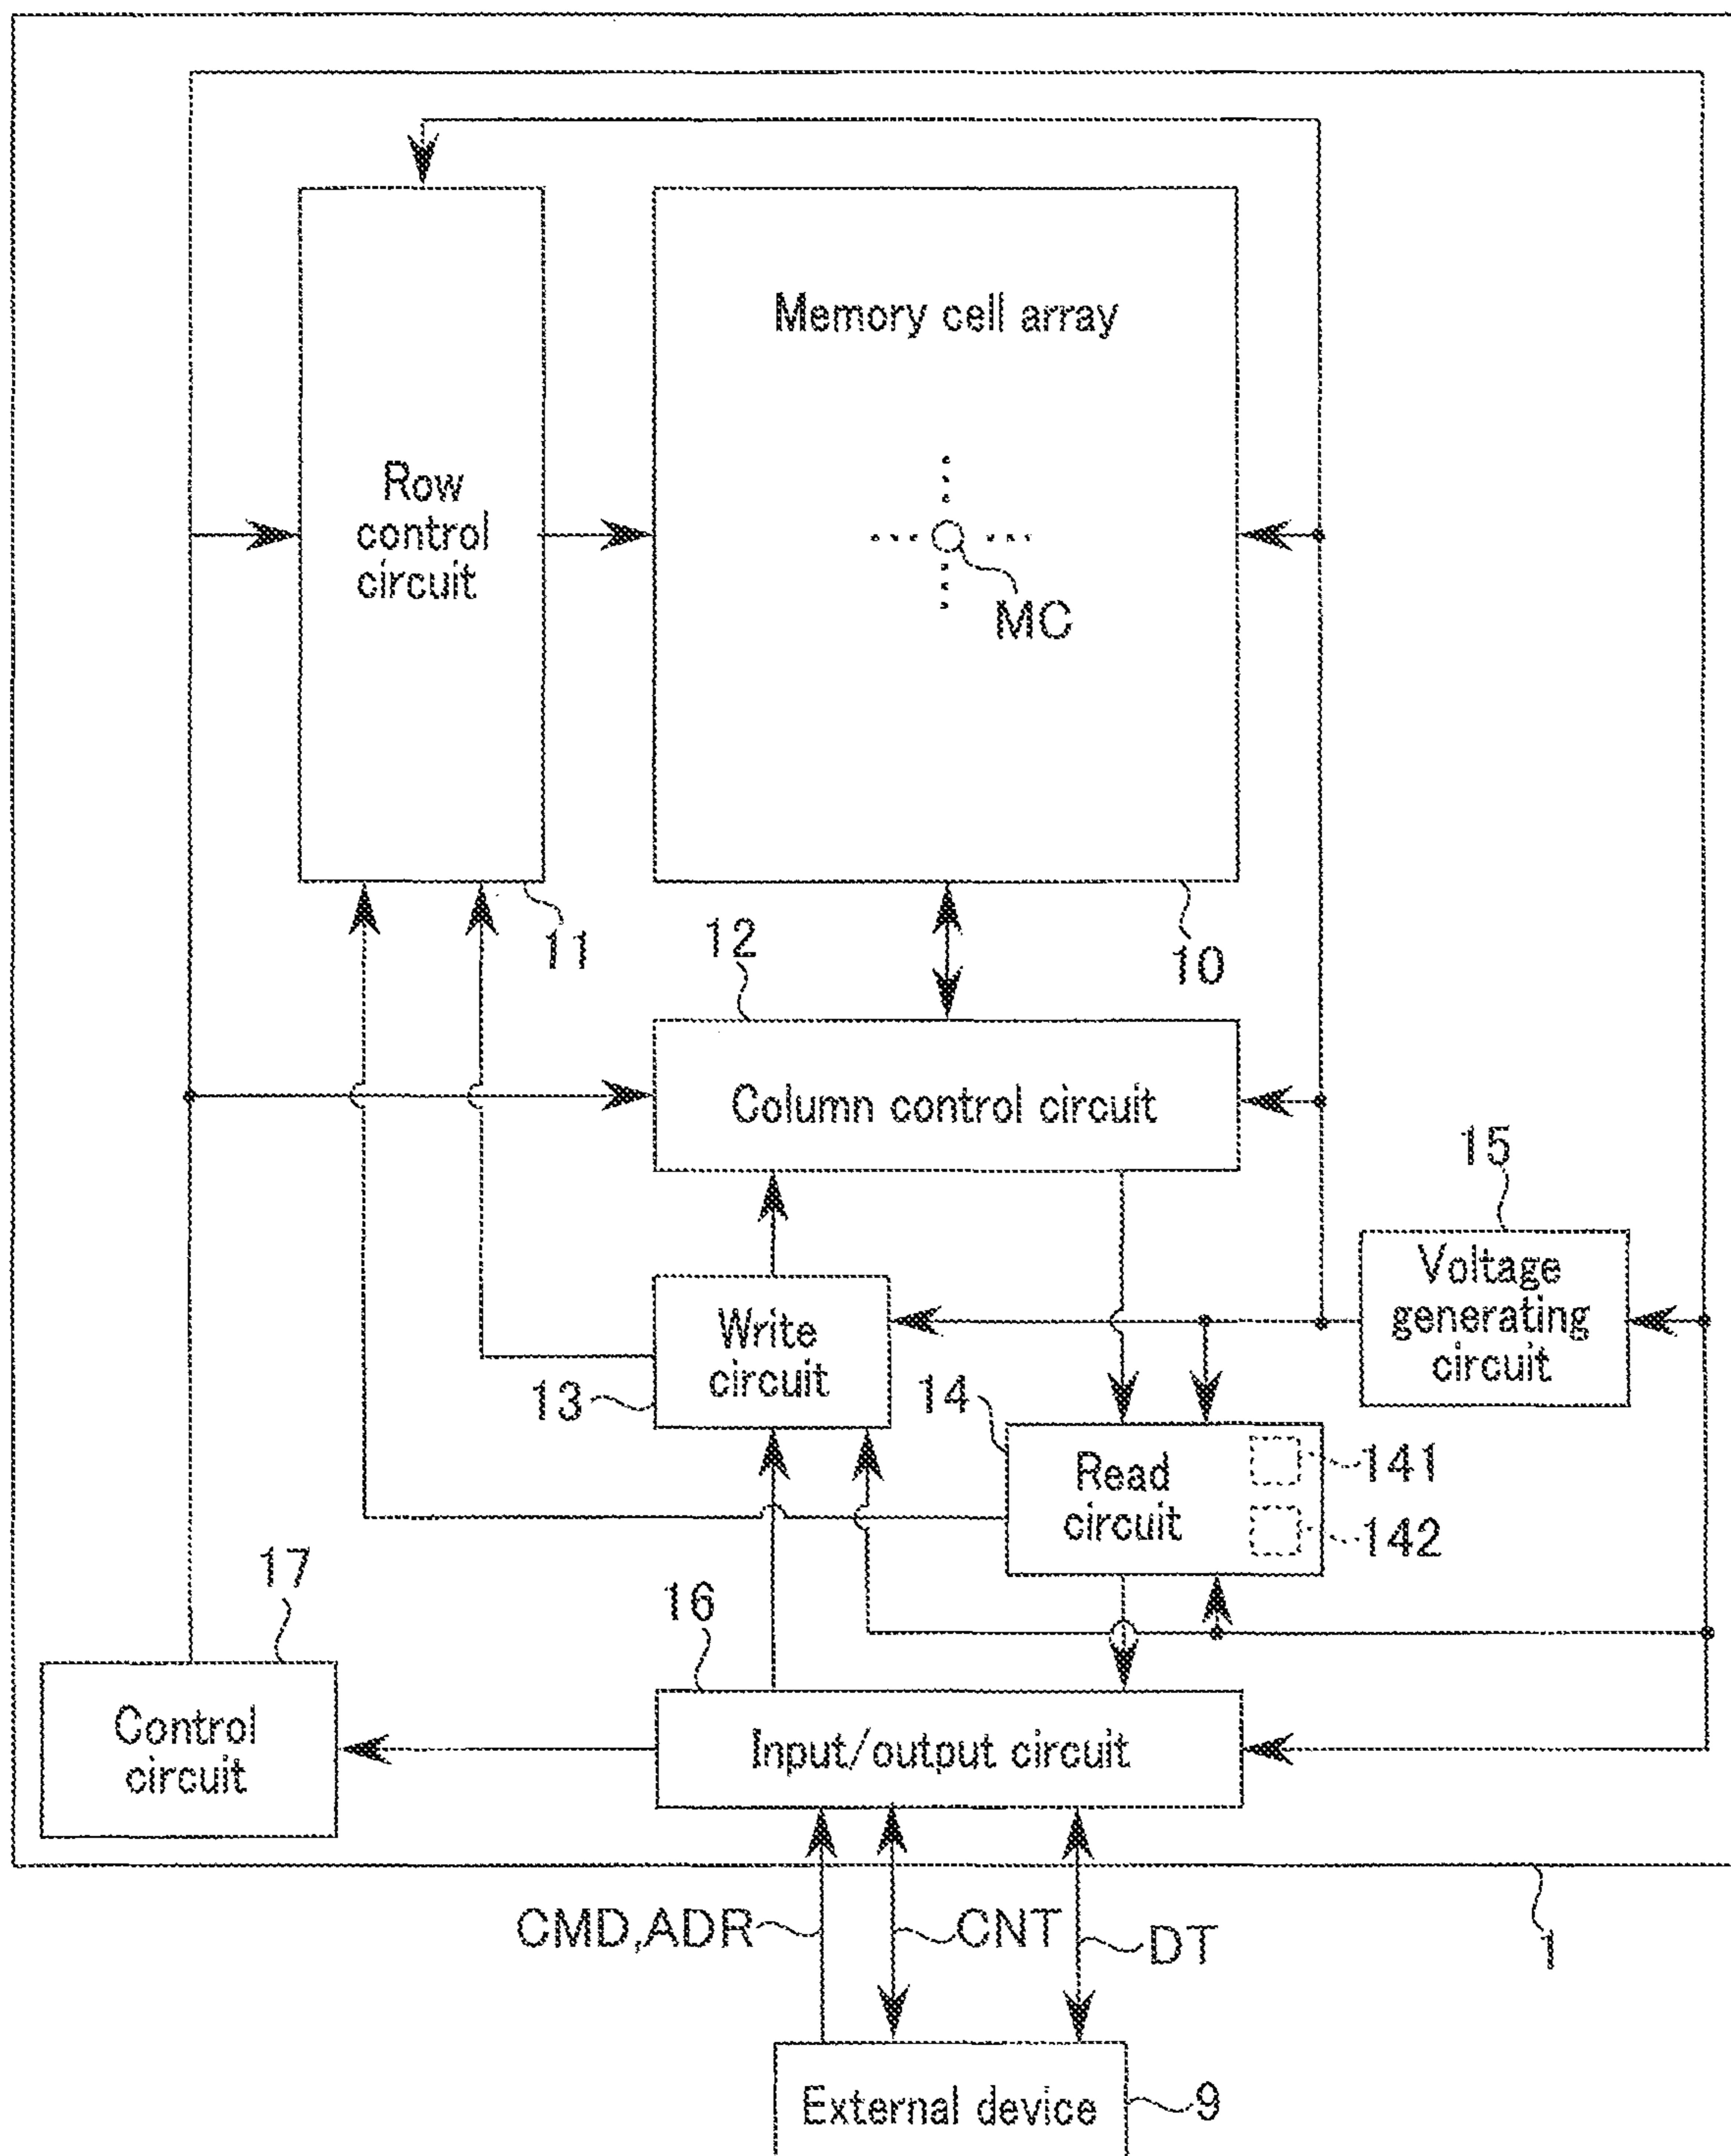 Memory cell array
Row
control
circuit
MC
11
12
10
Column control circuit
15
Voltage
generating
circuit
Write
circuit
13
14
Read
circuit
141
142
17
16
Control
circuit
Input/output circuit
CMD,ADR
CNT
DT
1
External device
9